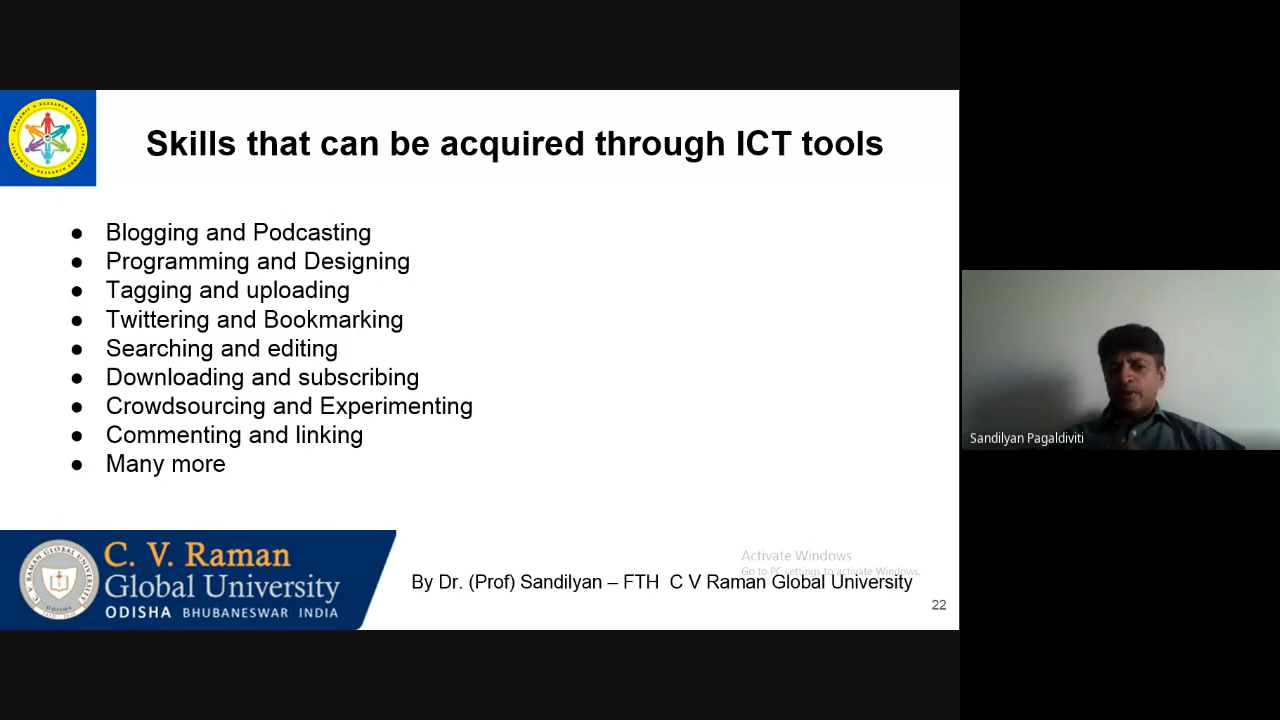 Skills that can be acquired through ICT tools
● Blogging and Podcasting
● Programming and Designing
● Tagging and uploading
● Twittering and Bookmarking
● Searching and editing
● Downloading and subscribing
● Crowdsourcing and Experimenting
● Commenting and linking
● Many more
Sandilyan Pagaldiviti
C. V. Raman
Global University
ODISHA BHUBANESWAR INDIA
Activate Windows
Go to PC settings to activate Windows.
By Dr. (Prof) Sandilyan – FTH C V Raman Global University
22